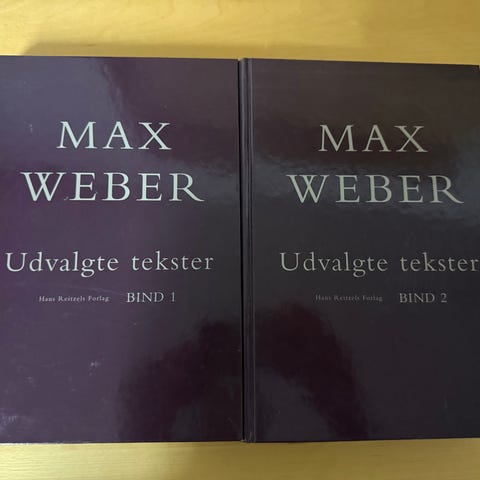 MAX
WEBER
Udvalgte tekster
Hans Reitzels Forlag BIND 1
MAX
WEBER
Udvalgte tekster
Hans Reitzels Forlag BIND 2